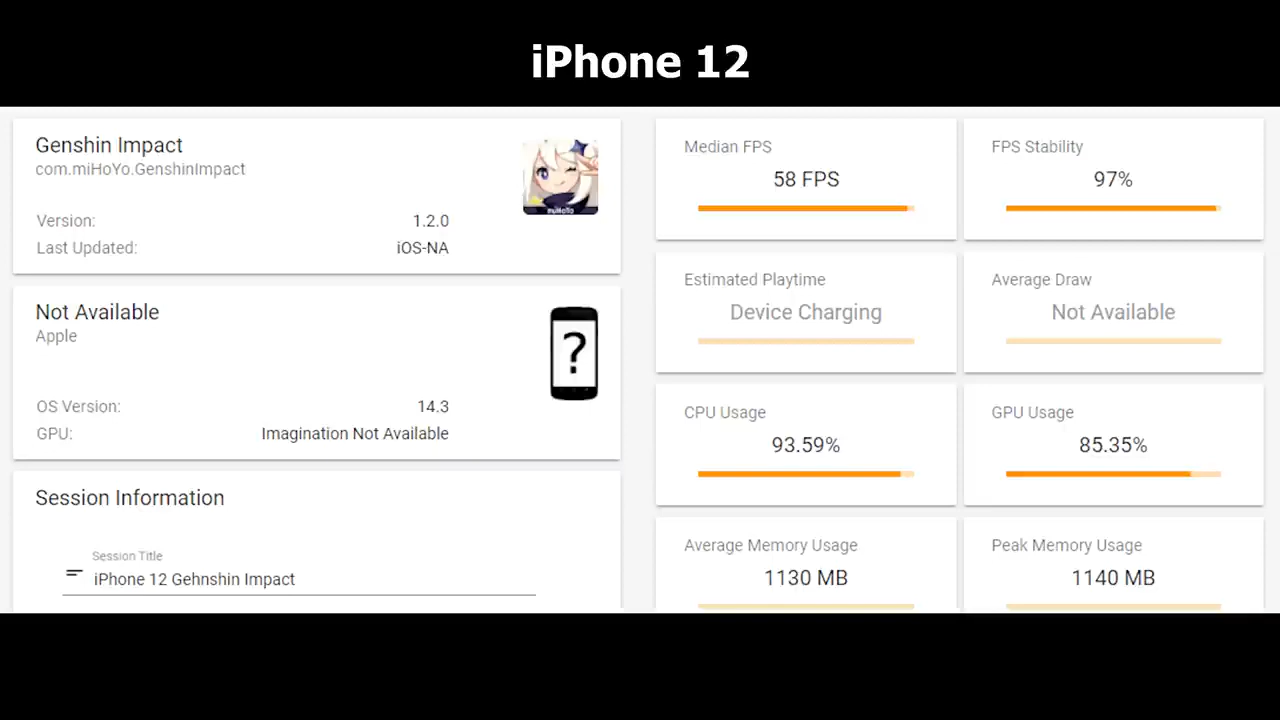 iPhone 12
Genshin Impact
com.miHoYo.GenshinImpact
Version: 1.2.0
Last Updated: iOS-NA
miHoYo
Not Available
Apple
?
OS Version: 14.3
GPU: Imagination Not Available
Session Information
Session Title
iPhone 12 Gehnshin Impact
Median FPS
58 FPS
FPS Stability
97%
Estimated Playtime
Device Charging
Average Draw
Not Available
CPU Usage
93.59%
GPU Usage
85.35%
Average Memory Usage
1130 MB
Peak Memory Usage
1140 MB